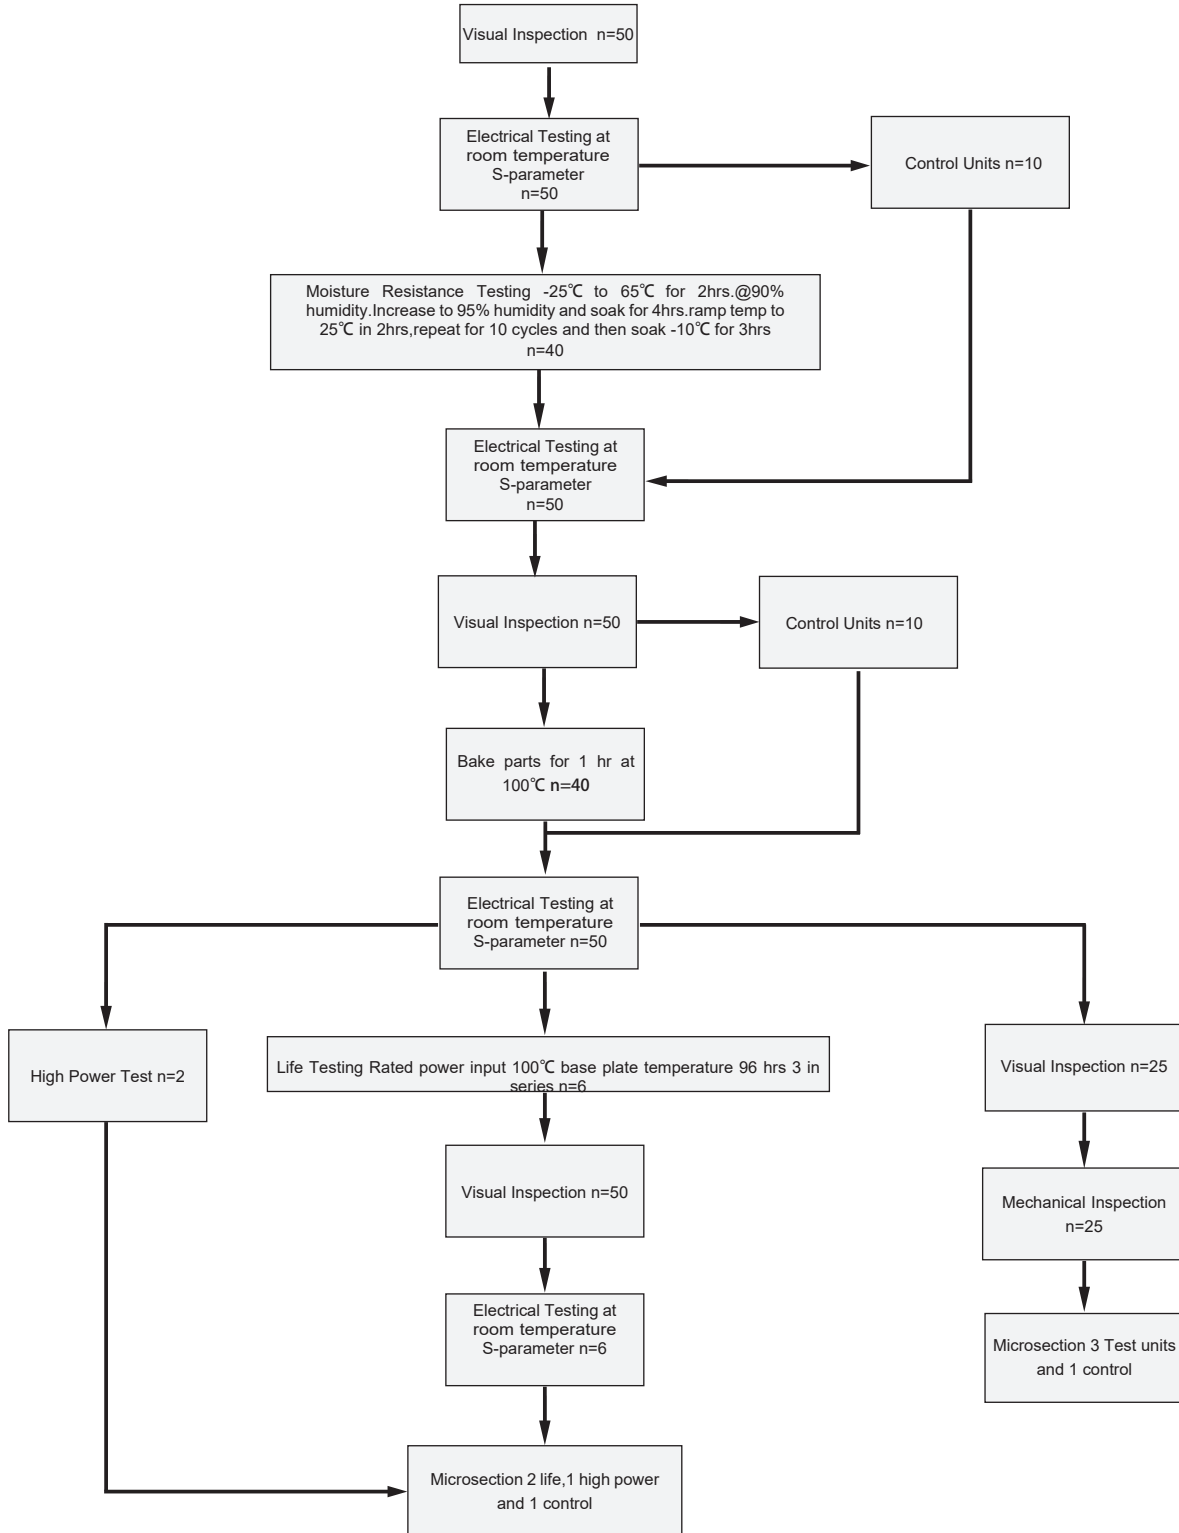 Visual Inspection n=50
Electrical Testing at
room temperature
S-parameter
n=50
Control Units n=10
Moisture Resistance Testing -25℃ to 65℃ for 2hrs.@90%
humidity.Increase to 95% humidity and soak for 4hrs.ramp temp to
25℃ in 2hrs,repeat for 10 cycles and then soak -10℃ for 3hrs
n=40
Electrical Testing at
room temperature
S-parameter
n=50
Visual Inspection n=50
Control Units n=10
Bake parts for 1 hr at
100℃ n=40
Electrical Testing at
room temperature
S-parameter n=50
High Power Test n=2
Life Testing Rated power input 100℃ base plate temperature 96 hrs 3 in
series n=6
Visual Inspection n=25
Visual Inspection n=50
Mechanical Inspection
n=25
Electrical Testing at
room temperature
S-parameter n=6
Microsection 3 Test units
and 1 control
Microsection 2 life,1 high power
and 1 control